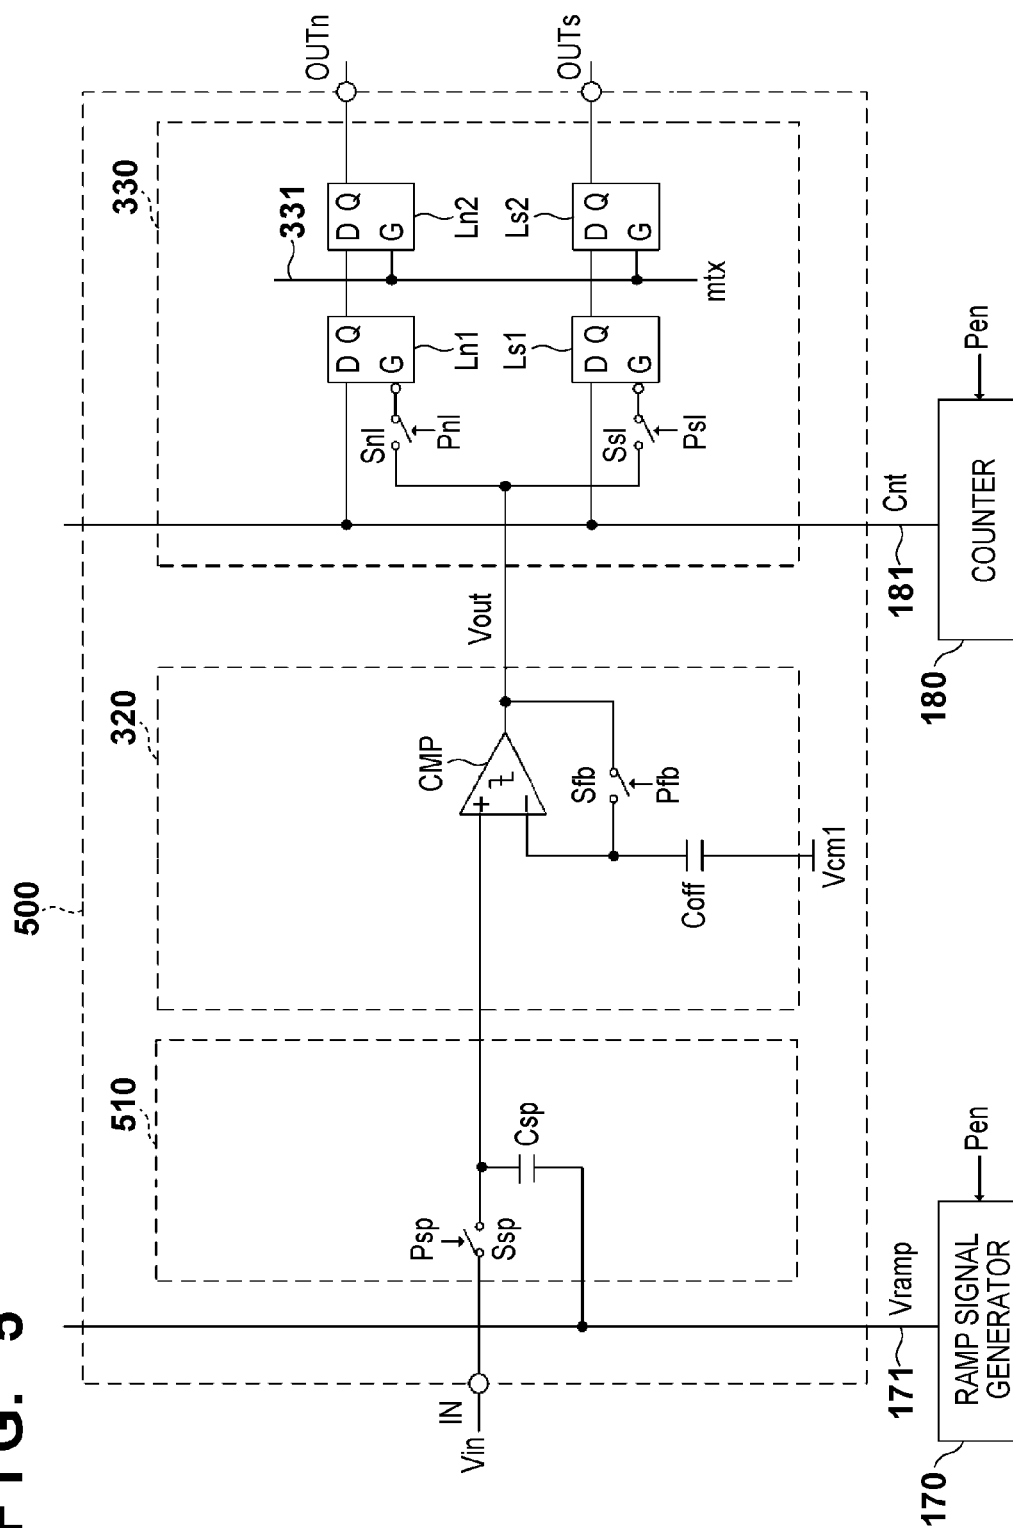 FIG. 5
500
510
320
330
Vin
IN
Psp
Ssp
Csp
CMP
+
−
Sfb
Pfb
Coff
Vcm1
Vout
Snl
Pnl
Ssl
Psl
331
D Q
G
Ln1
D Q
G
Ln2
D Q
G
Ls1
D Q
G
Ls2
mtx
OUTn
OUTs
171
Vramp
170
RAMP SIGNAL
GENERATOR
Pen
181
Cnt
180
COUNTER
Pen